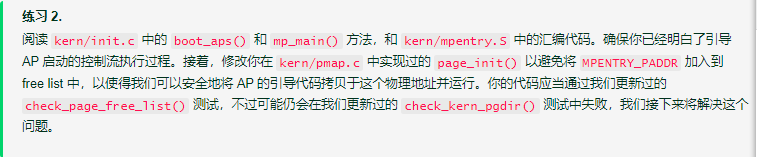 练习 2.
阅读 kern/init.c 中的 boot_aps() 和 mp_main() 方法，和 kern/mpentry.S 中的汇编代码。确保你已经明白了引导
AP 启动的控制流执行过程。接着，修改你在 kern/pmap.c 中实现过的 page_init() 以避免将 MPENTRY_PADDR 加入到
free list 中，以使得我们可以安全地将 AP 的引导代码拷贝于这个物理地址并运行。你的代码应当通过我们更新过的
check_page_free_list() 测试，不过可能仍会在我们更新过的 check_kern_pgdir() 测试中失败，我们接下来将解决这个
问题。